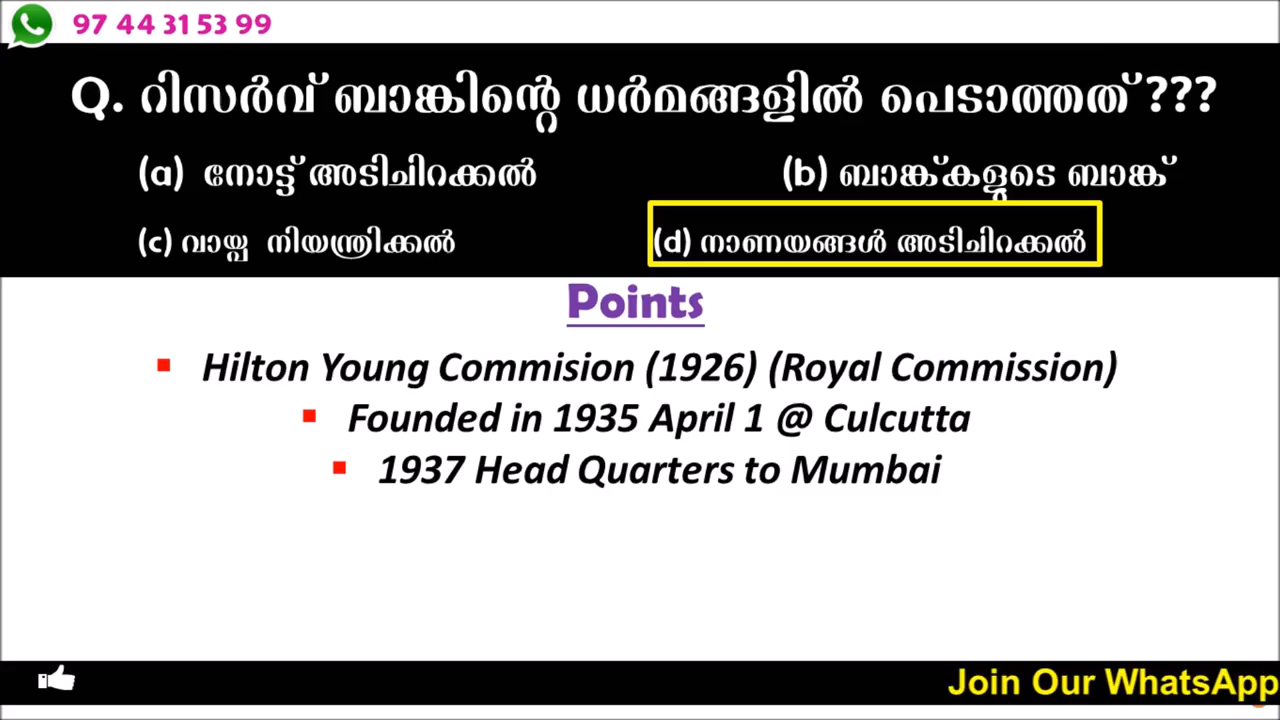 97 44 31 53 99
Q. റിസർവ് ബാങ്കിന്റെ ധർമങ്ങളിൽ പെടാത്തത് ???
(a) നോട്ട് അടിചിറക്കൽ (b) ബാങ്ക്കളുടെ ബാങ്ക്
(c) വായ്പ നിയന്ത്രിക്കൽ (d) നാണയങ്ങൾ അടിചിറക്കൽ
Points
Hilton Young Commision (1926) (Royal Commission)
Founded in 1935 April 1 @ Culcutta
1937 Head Quarters to Mumbai
Join Our WhatsApp